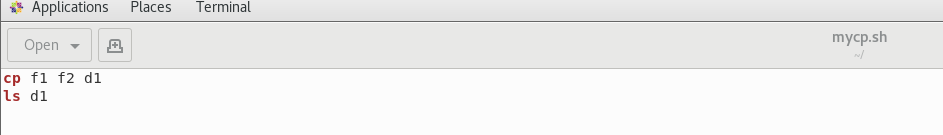 Applications Places Terminal
Open mycp.sh
~/
cp f1 f2 d1
ls d1